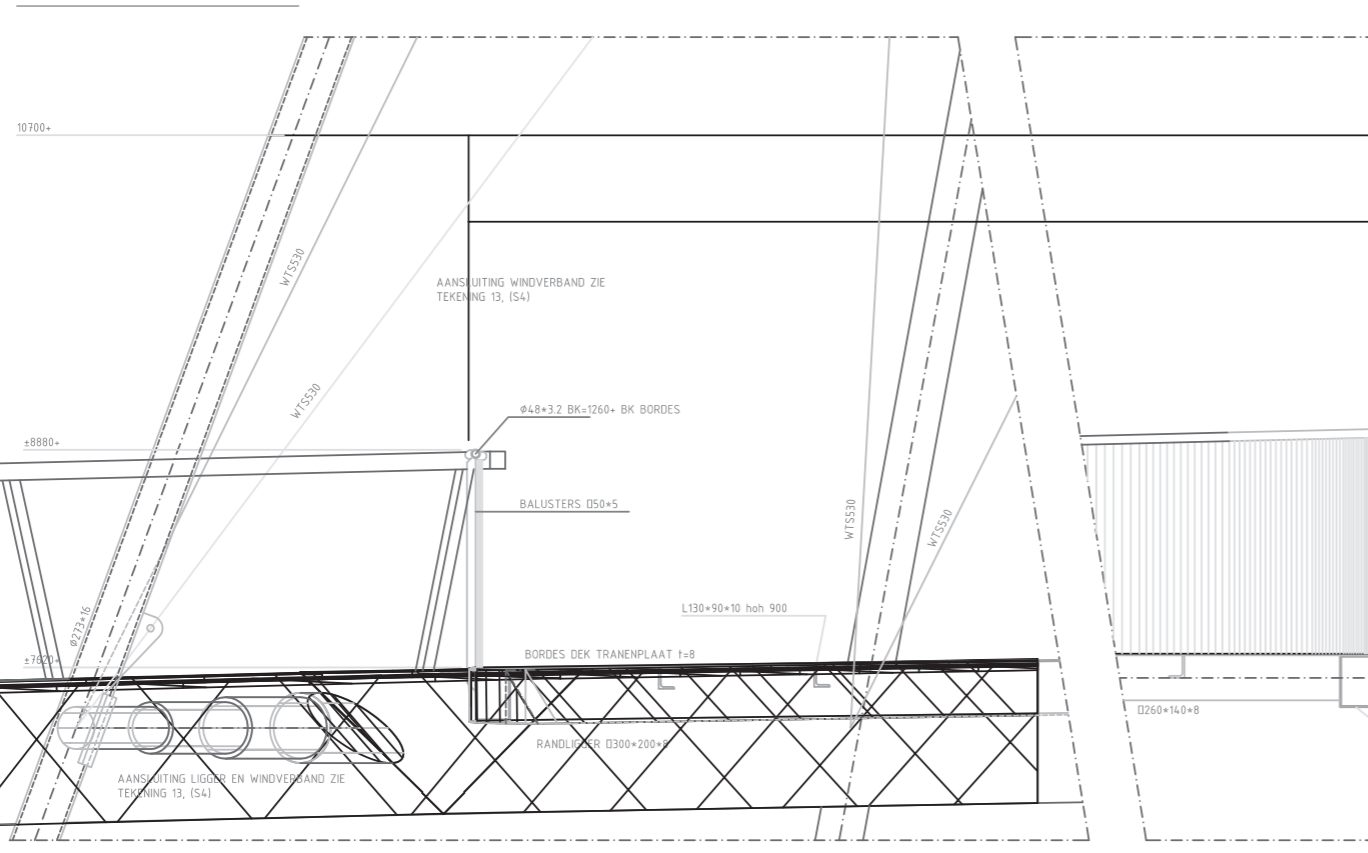 10700+
WTS530
AANSLUITING WINDVERBAND ZIE
TEKENING 13, (S4)
WTS530
Ø48*3.2 BK=1260+ BK BORDES
±8880+
BALUSTERS □50*5
WTS530
WTS530
Ø273*16
L130*90*10 hoh 900
±7620+
BORDES DEK TRANENPLAAT t=8
□260*140*8
RANDLIGGER □300*200*8
AANSLUITING LIGGER EN WINDVERBAND ZIE
TEKENING 13, (S4)